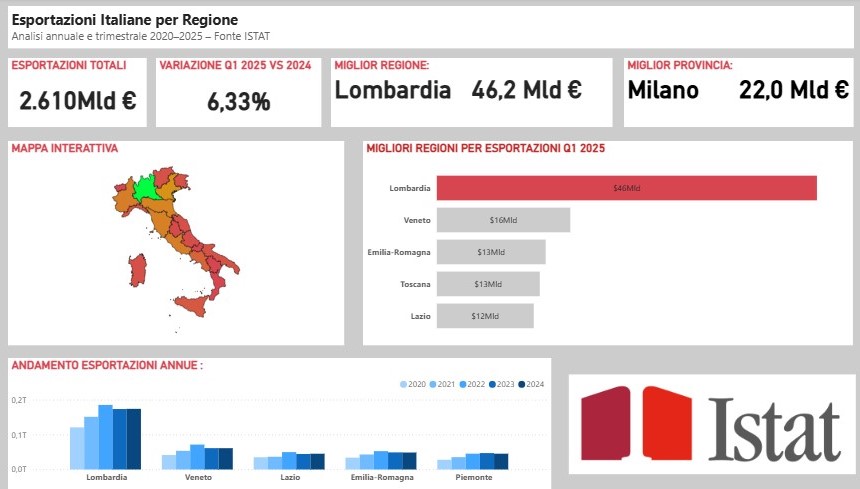 Esportazioni Italiane per Regione
Analisi annuale e trimestrale 2020–2025 – Fonte ISTAT
ESPORTAZIONI TOTALI
2.610Mld €
VARIAZIONE Q1 2025 VS 2024
6,33%
MIGLIOR REGIONE:
Lombardia 46,2 Mld €
MIGLIOR PROVINCIA:
Milano 22,0 Mld €
MAPPA INTERATTIVA
MIGLIORI REGIONI PER ESPORTAZIONI Q1 2025
Lombardia $46Mld
Veneto $16Mld
Emilia-Romagna $13Mld
Toscana $13Mld
Lazio $12Mld
ANDAMENTO ESPORTAZIONI ANNUE :
2020 2021 2022 2023 2024
0,2T
0,1T
0,0T
Lombardia Veneto Lazio Emilia-Romagna Piemonte
Istat